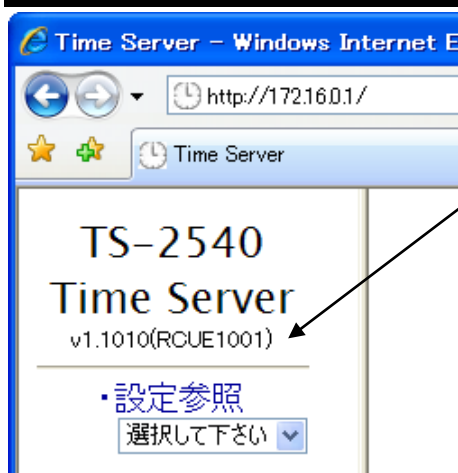 Time Server - Windows Internet E
http://172.16.0.1/
Time Server
TS-2540
Time Server
v1.1010(RCUE1001)
・設定参照
選択して下さい